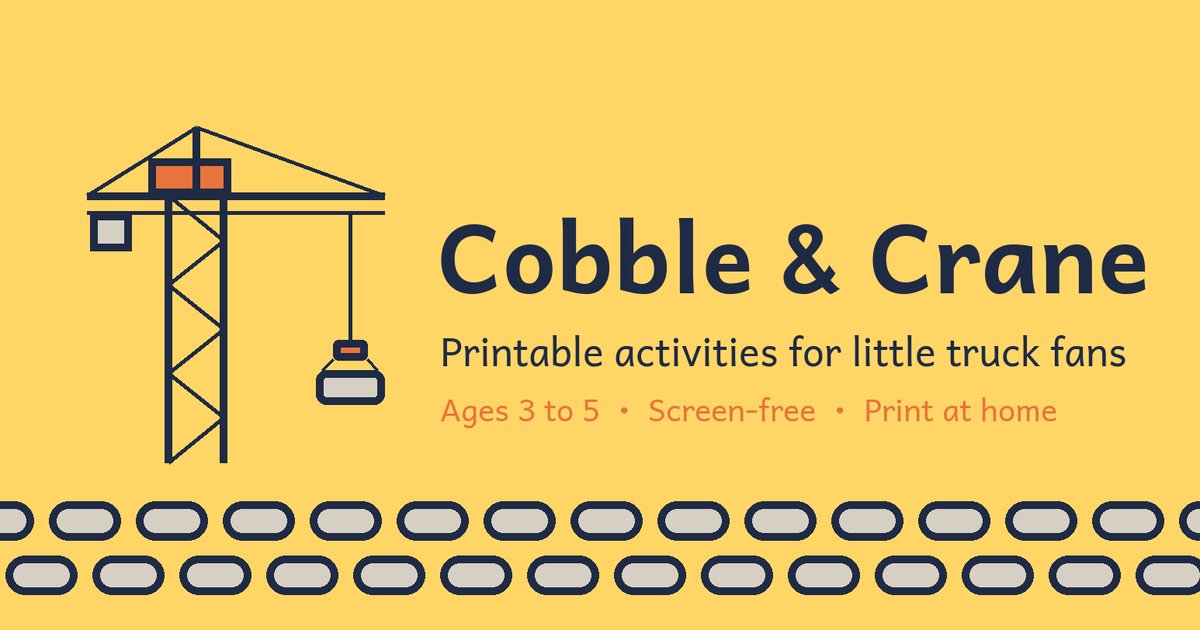 Cobble & Crane
Printable activities for little truck fans
Ages 3 to 5 • Screen-free • Print at home